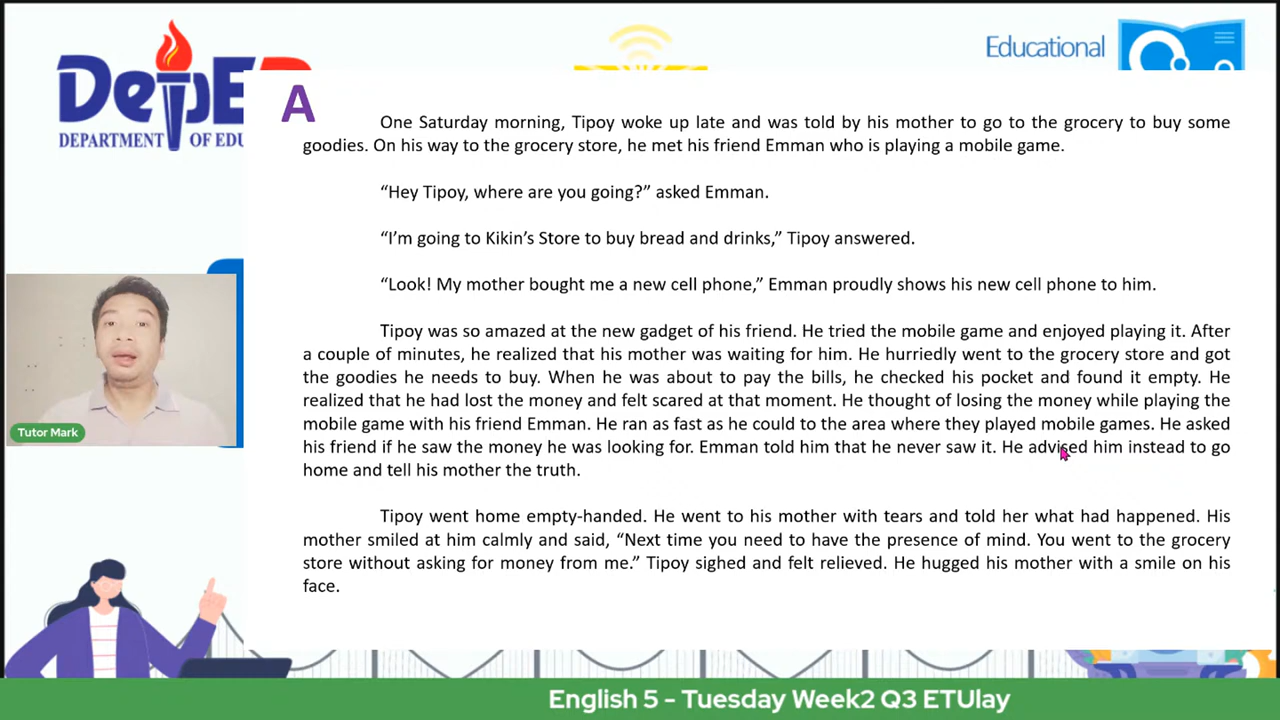 DepED
DEPARTMENT OF EDU
Educational
A
One Saturday morning, Tipoy woke up late and was told by his mother to go to the grocery to buy some
goodies. On his way to the grocery store, he met his friend Emman who is playing a mobile game.
“Hey Tipoy, where are you going?” asked Emman.
“I’m going to Kikin’s Store to buy bread and drinks,” Tipoy answered.
“Look! My mother bought me a new cell phone,” Emman proudly shows his new cell phone to him.
Tipoy was so amazed at the new gadget of his friend. He tried the mobile game and enjoyed playing it. After
a couple of minutes, he realized that his mother was waiting for him. He hurriedly went to the grocery store and got
the goodies he needs to buy. When he was about to pay the bills, he checked his pocket and found it empty. He
realized that he had lost the money and felt scared at that moment. He thought of losing the money while playing the
mobile game with his friend Emman. He ran as fast as he could to the area where they played mobile games. He asked
his friend if he saw the money he was looking for. Emman told him that he never saw it. He advised him instead to go
home and tell his mother the truth.
Tipoy went home empty-handed. He went to his mother with tears and told her what had happened. His
mother smiled at him calmly and said, “Next time you need to have the presence of mind. You went to the grocery
store without asking for money from me.” Tipoy sighed and felt relieved. He hugged his mother with a smile on his
face.
Tutor Mark
English 5 - Tuesday Week2 Q3 ETUlay